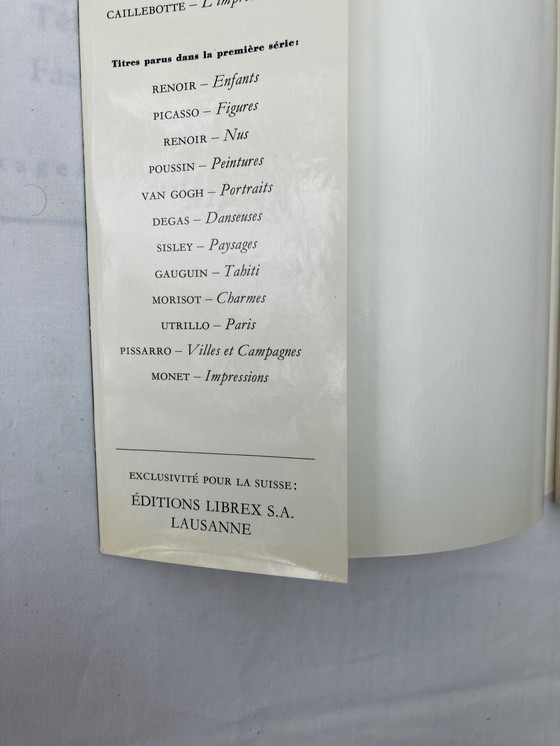 CAILLEBOTTE –
Titres parus dans la première série:
RENOIR – Enfants
PICASSO – Figures
RENOIR – Nus
POUSSIN – Peintures
VAN GOGH – Portraits
DEGAS – Danseuses
SISLEY – Paysages
GAUGUIN – Tahiti
MORISOT – Charmes
UTRILLO – Paris
PISSARRO – Villes et Campagnes
MONET – Impressions
EXCLUSIVITÉ POUR LA SUISSE:
ÉDITIONS LIBREX S.A.
LAUSANNE